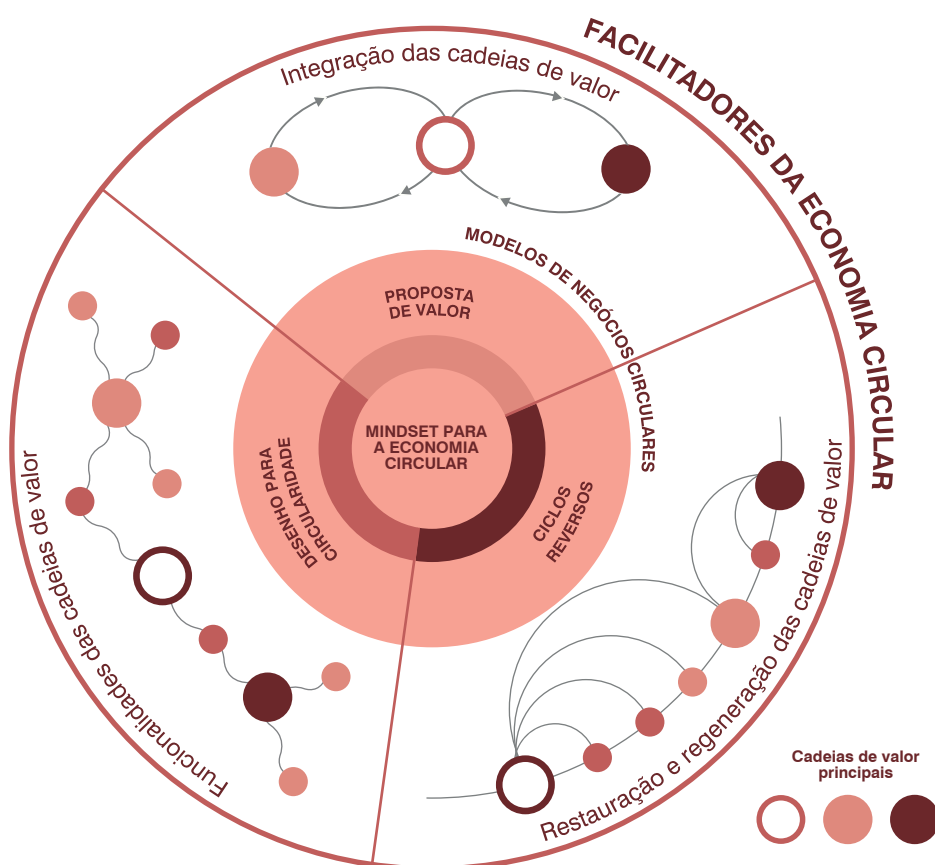 FACILITADORES DA ECONOMIA CIRCULAR
Integração das cadeias de valor
MODELOS DE NEGÓCIOS CIRCULARES
PROPOSTA
DE VALOR
MINDSET PARA
A ECONOMIA
CIRCULAR
DESENHO PARA
CIRCULARIDADE
CICLOS
REVERSOS
Funcionalidades das cadeias de valor
Restauração e regeneração das cadeias de valor
Cadeias de valor
principais